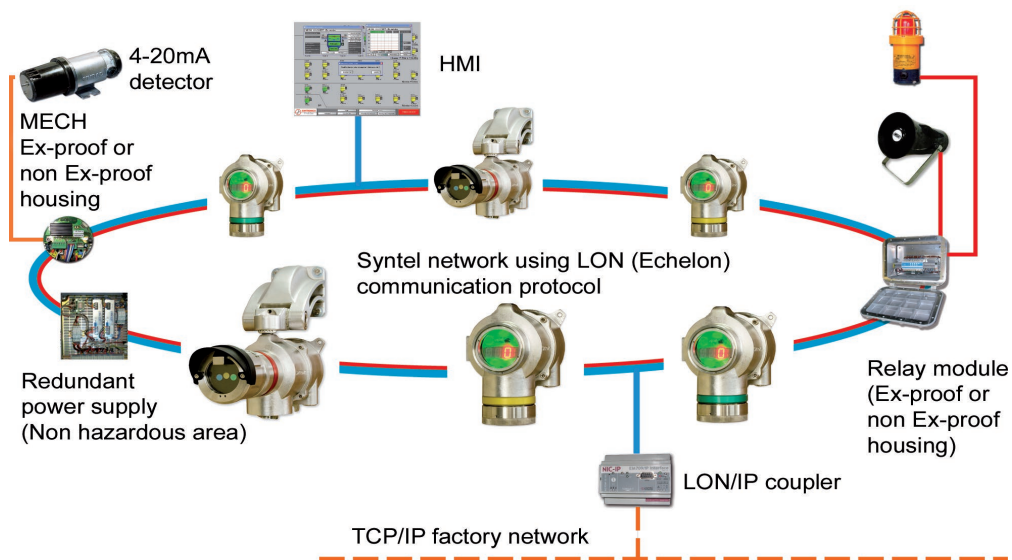 4-20mA
detector
HMI
MECH
Ex-proof or
non Ex-proof
housing
Syntel network using LON (Echelon)
communication protocol
Redundant
power supply
(Non hazardous area)
Relay module
(Ex-proof or
non Ex-proof
housing)
NIC-IP
LON/IP coupler
TCP/IP factory network